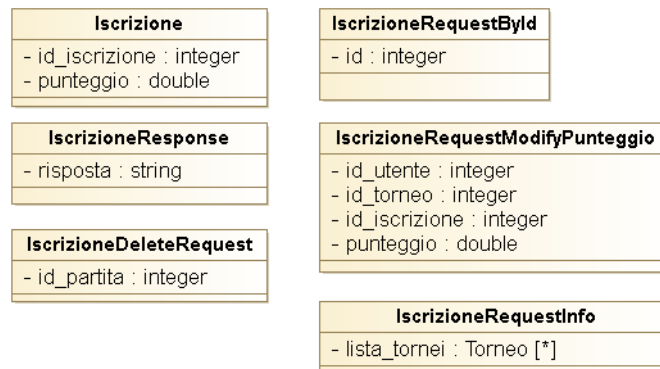 Iscrizione
- id_iscrizione : integer
- punteggio : double
IscrizioneRequestById
- id : integer
IscrizioneResponse
- risposta : string
IscrizioneRequestModifyPunteggio
- id_utente : integer
- id_torneo : integer
- id_iscrizione : integer
- punteggio : double
IscrizioneDeleteRequest
- id_partita : integer
IscrizioneRequestInfo
- lista_tornei : Torneo [*]